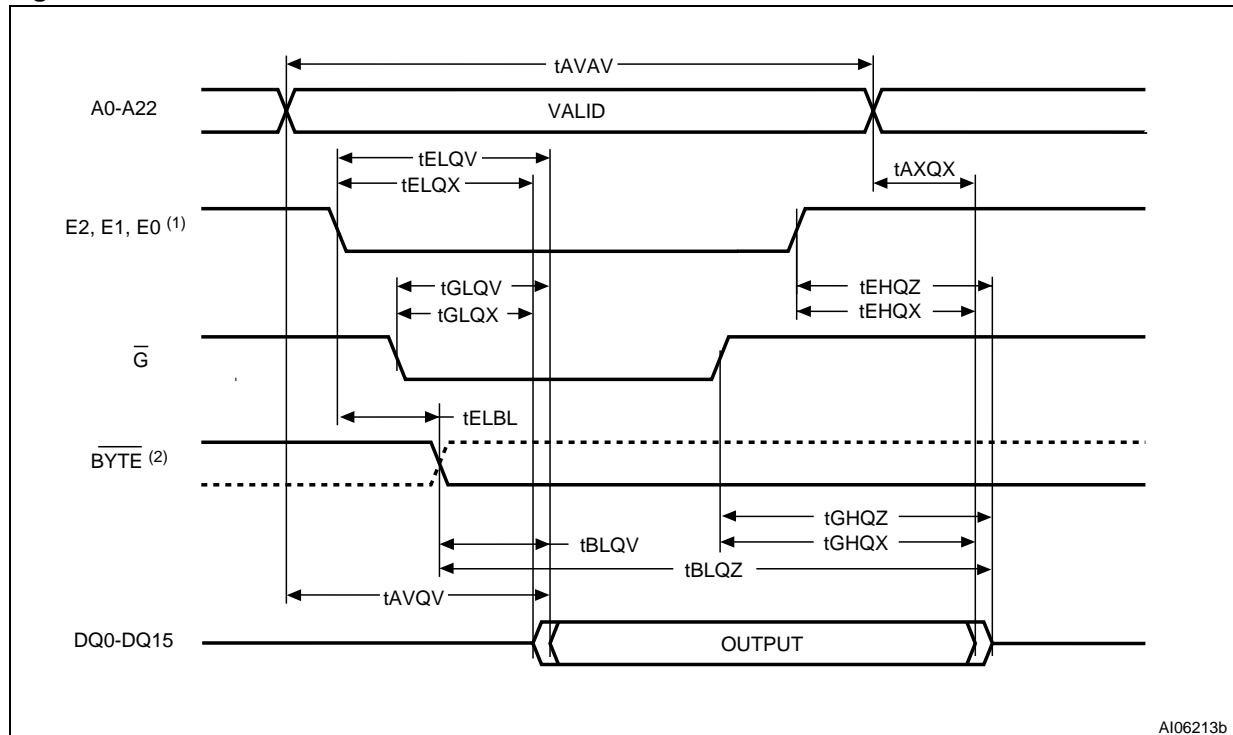 tAVAV
A0-A22
VALID
tELQV
tAXQX
tELQX
E2, E1, E0 (1)
tGLQV
tEHQZ
tGLQX
tEHQX
G
tELBL
BYTE (2)
tGHQZ
tBLQV
tGHQX
tBLQZ
tAVQV
DQ0-DQ15
OUTPUT
AI06213b